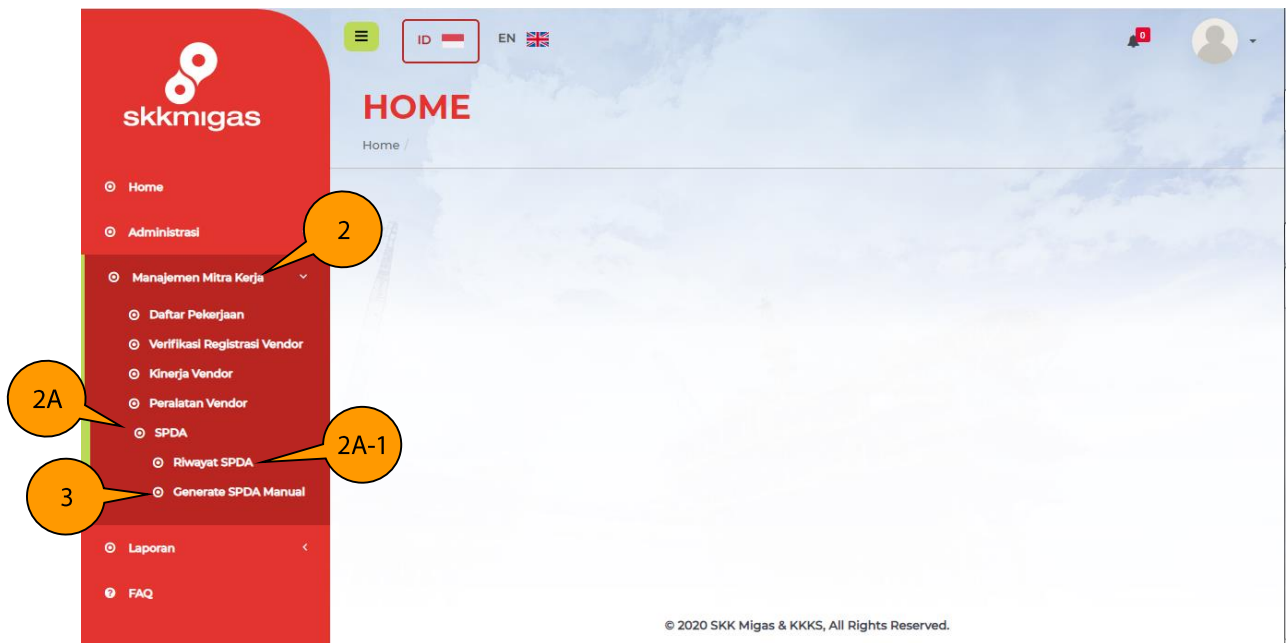 skkmigas
ID EN 0
HOME
Home /
Home
Administrasi
2
Manajemen Mitra Kerja
Daftar Pekerjaan
Verifikasi Registrasi Vendor
Kinerja Vendor
2A
Peralatan Vendor
SPDA
2A-1
Riwayat SPDA
3
Generate SPDA Manual
Laporan
FAQ
© 2020 SKK Migas & KKKS, All Rights Reserved.